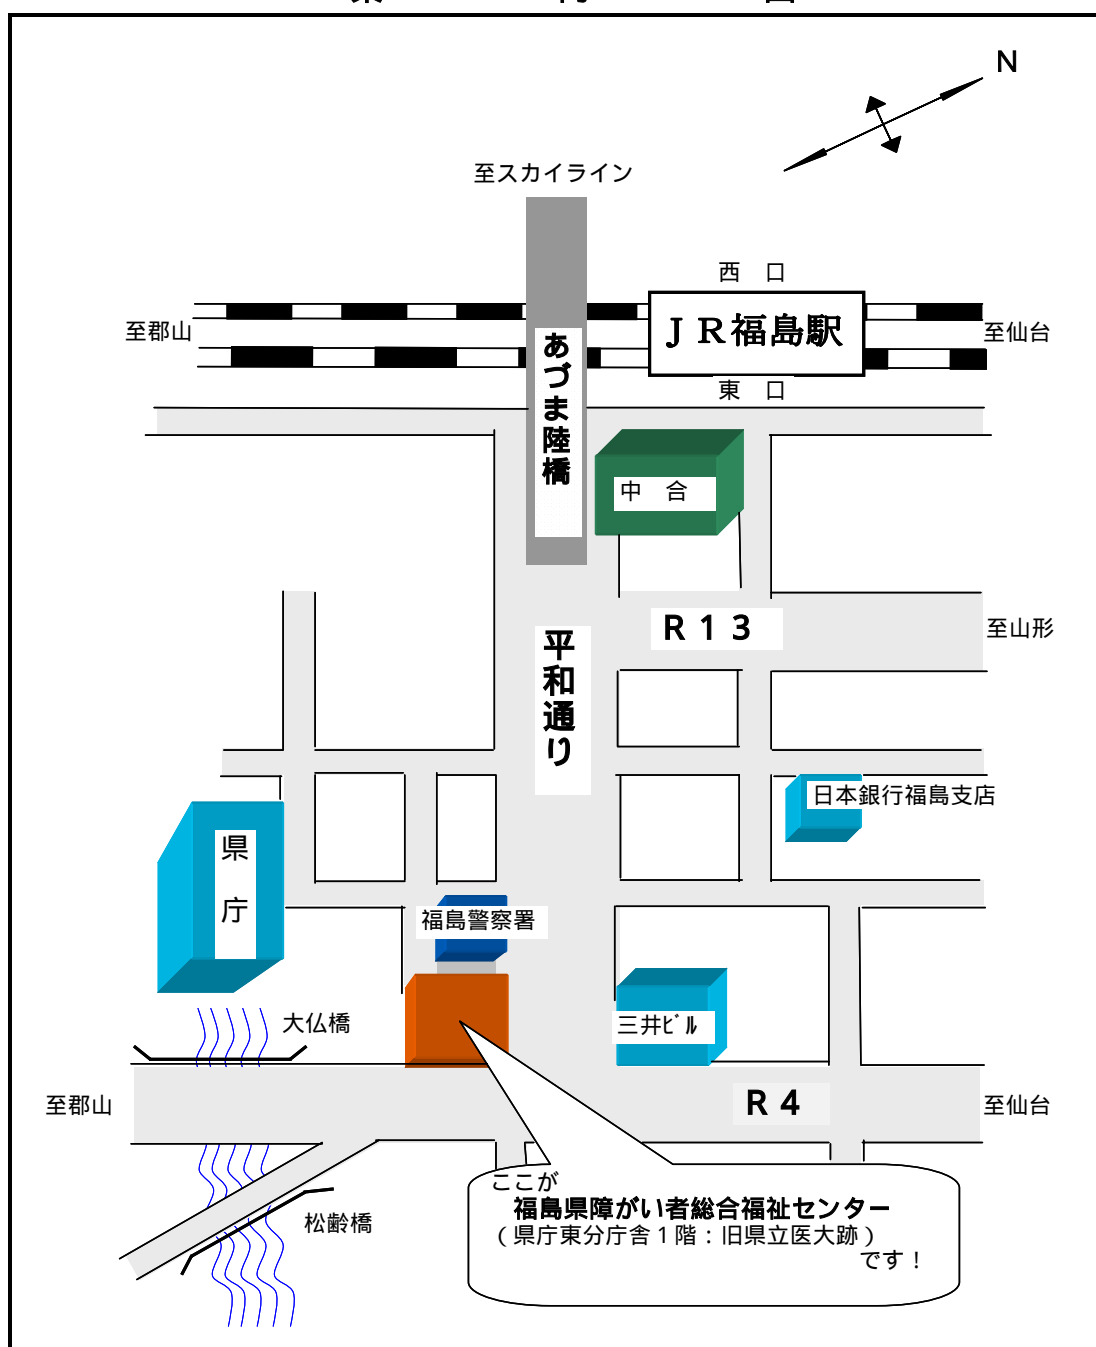 N
至スカイライン
西　口
ＪＲ福島駅
至郡山
至仙台
東　口
あづま陸橋
中　合
Ｒ１３
至山形
平和通り
日本銀行福島支店
県庁
福島警察署
三井ﾋﾞﾙ
大仏橋
至郡山
Ｒ４
至仙台
松齢橋
ここが
福島県障がい者総合福祉センター
（県庁東分庁舎１階：旧県立医大跡）
です！